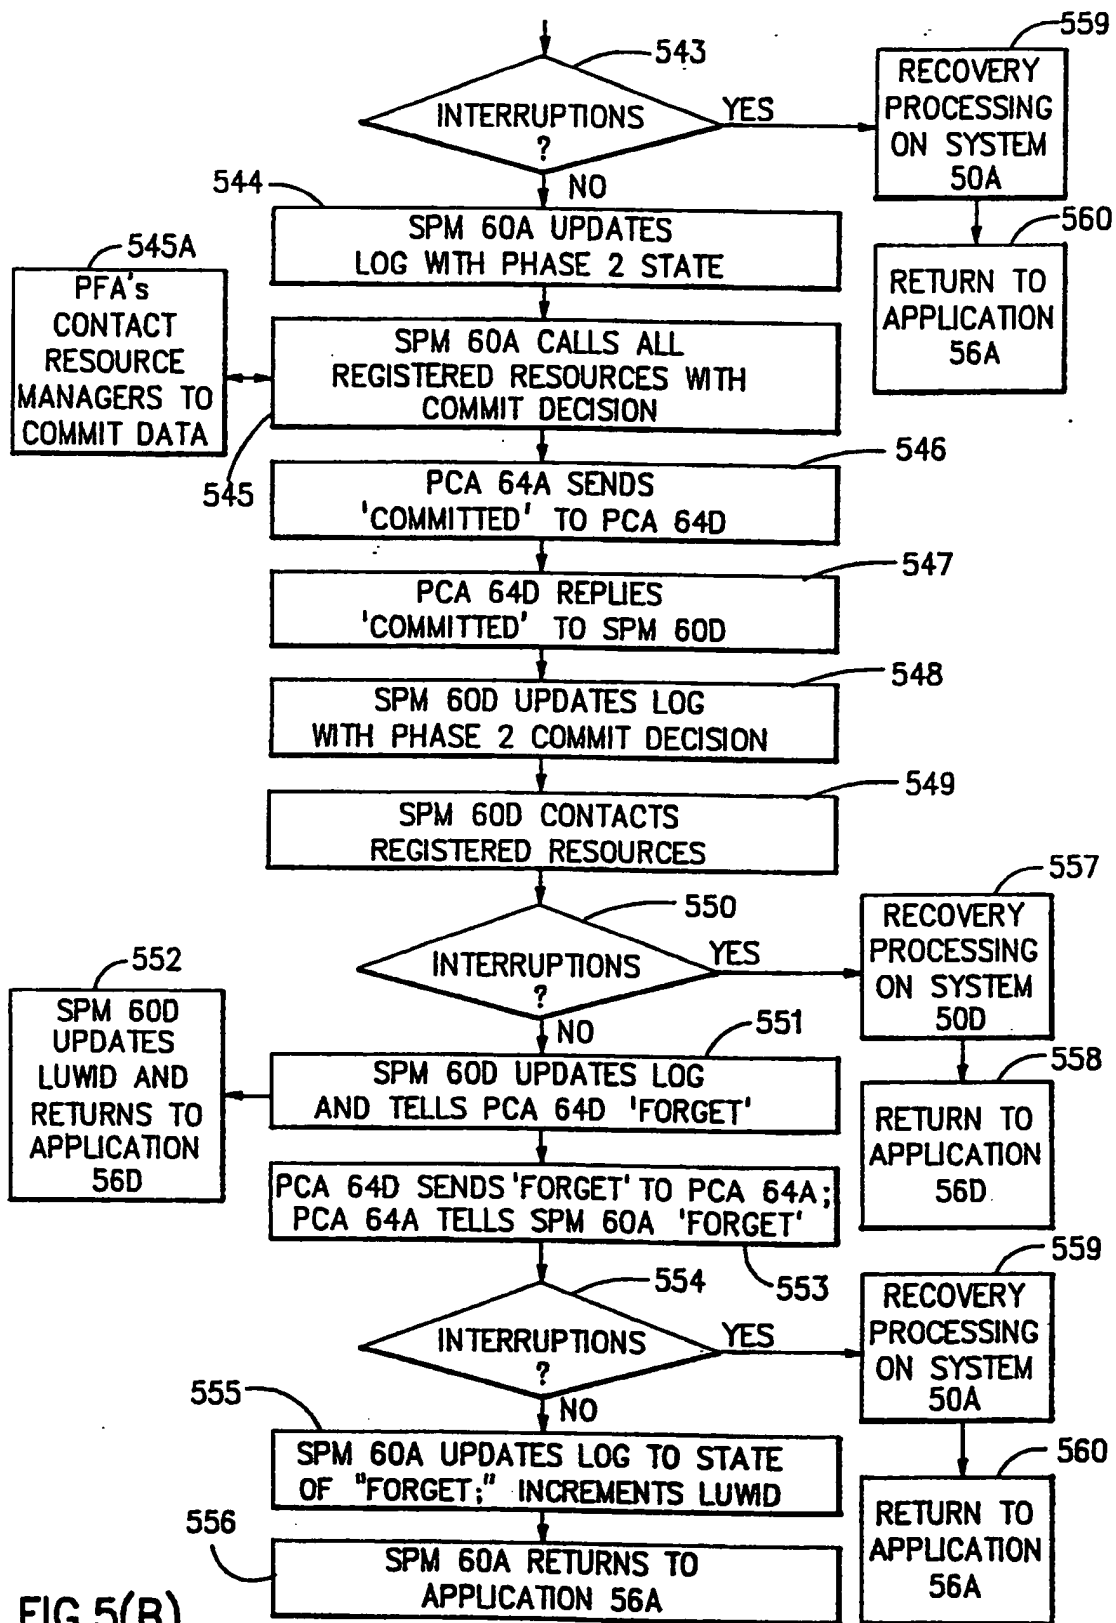 543
INTERRUPTIONS
?
YES
NO
559
RECOVERY
PROCESSING
ON SYSTEM
50A
560
RETURN TO
APPLICATION
56A
544
SPM 60A UPDATES
LOG WITH PHASE 2 STATE
545A
PFA's
CONTACT
RESOURCE
MANAGERS TO
COMMIT DATA
545
SPM 60A CALLS ALL
REGISTERED RESOURCES WITH
COMMIT DECISION
546
PCA 64A SENDS
'COMMITTED' TO PCA 64D
547
PCA 64D REPLIES
'COMMITTED' TO SPM 60D
548
SPM 60D UPDATES LOG
WITH PHASE 2 COMMIT DECISION
549
SPM 60D CONTACTS
REGISTERED RESOURCES
550
INTERRUPTIONS
?
YES
NO
557
RECOVERY
PROCESSING
ON SYSTEM
50D
558
RETURN TO
APPLICATION
56D
552
SPM 60D
UPDATES
LUWID AND
RETURNS TO
APPLICATION
56D
551
SPM 60D UPDATES LOG
AND TELLS PCA 64D 'FORGET'
PCA 64D SENDS 'FORGET' TO PCA 64A;
PCA 64A TELLS SPM 60A 'FORGET'
553
554
INTERRUPTIONS
?
YES
NO
559
RECOVERY
PROCESSING
ON SYSTEM
50A
560
RETURN TO
APPLICATION
56A
555
SPM 60A UPDATES LOG TO STATE
OF "FORGET;" INCREMENTS LUWID
556
SPM 60A RETURNS TO
APPLICATION 56A
FIG.5(B)